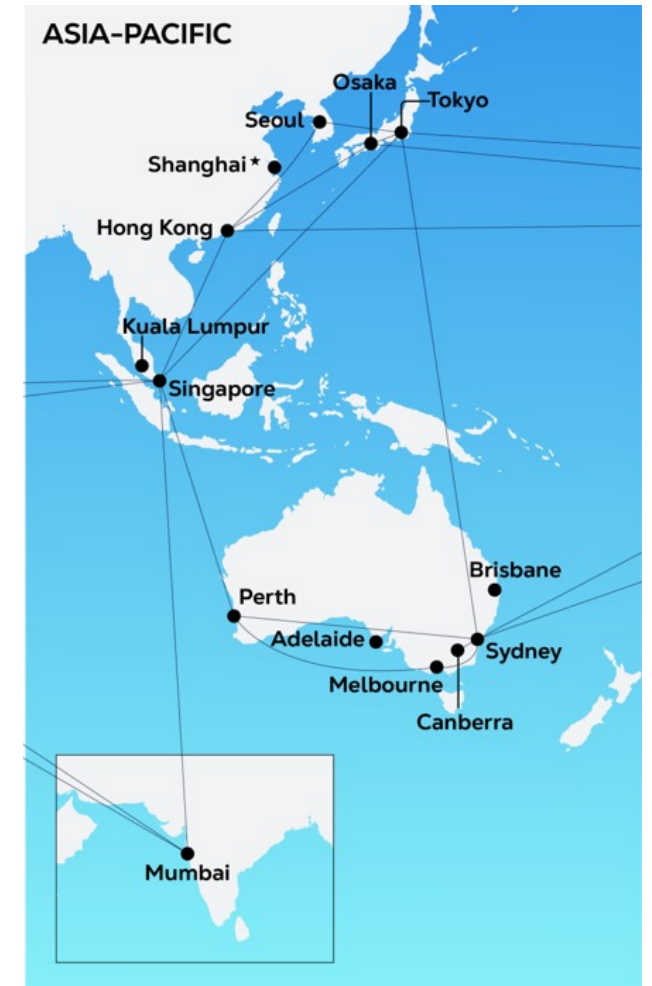 ASIA-PACIFIC
Osaka
Tokyo
Seoul
Shanghai*
Hong Kong
Kuala Lumpur
Singapore
Brisbane
Perth
Adelaide
Sydney
Melbourne
Canberra
Mumbai